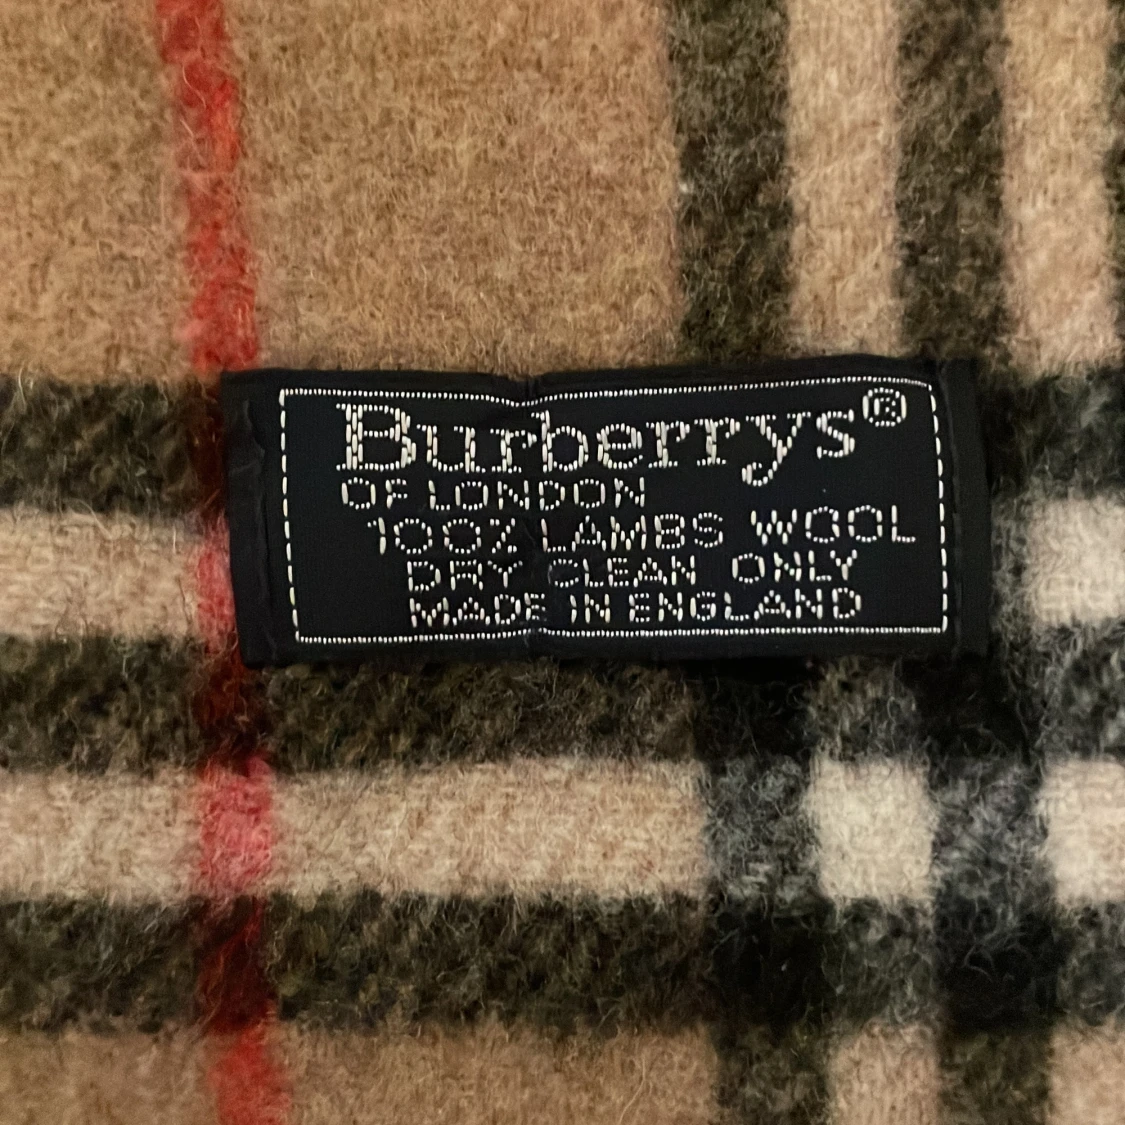 Burberrys®
OF LONDON
100% LAMBS WOOL
DRY CLEAN ONLY
MADE IN ENGLAND